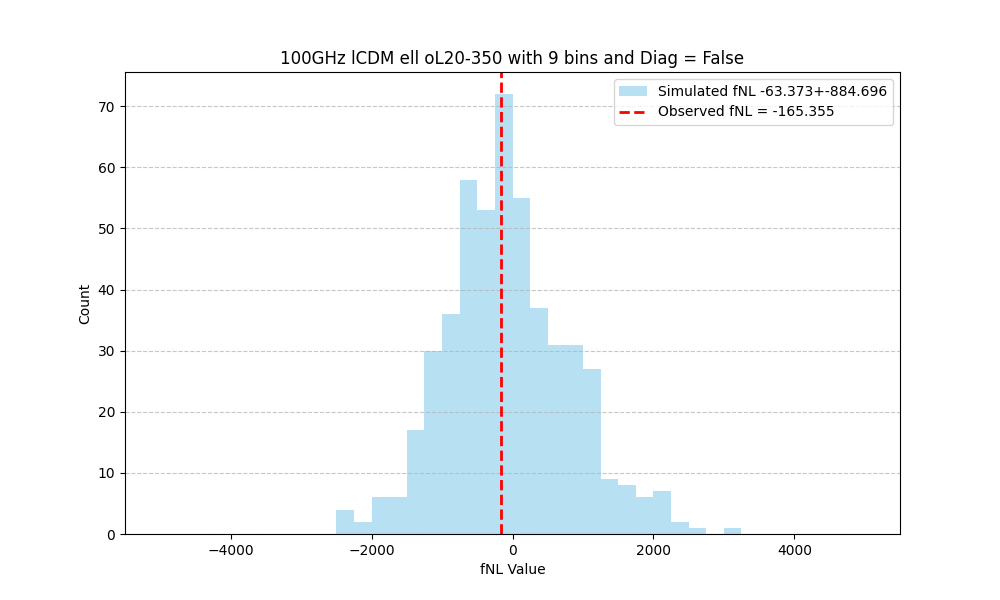 100GHz lCDM ell oL20-350 with 9 bins and Diag = False
Simulated fNL -63.373+-884.696
Observed fNL = -165.355
70
60
50
40
30
20
10
0
Count
−4000
−2000
0
2000
4000
fNL Value